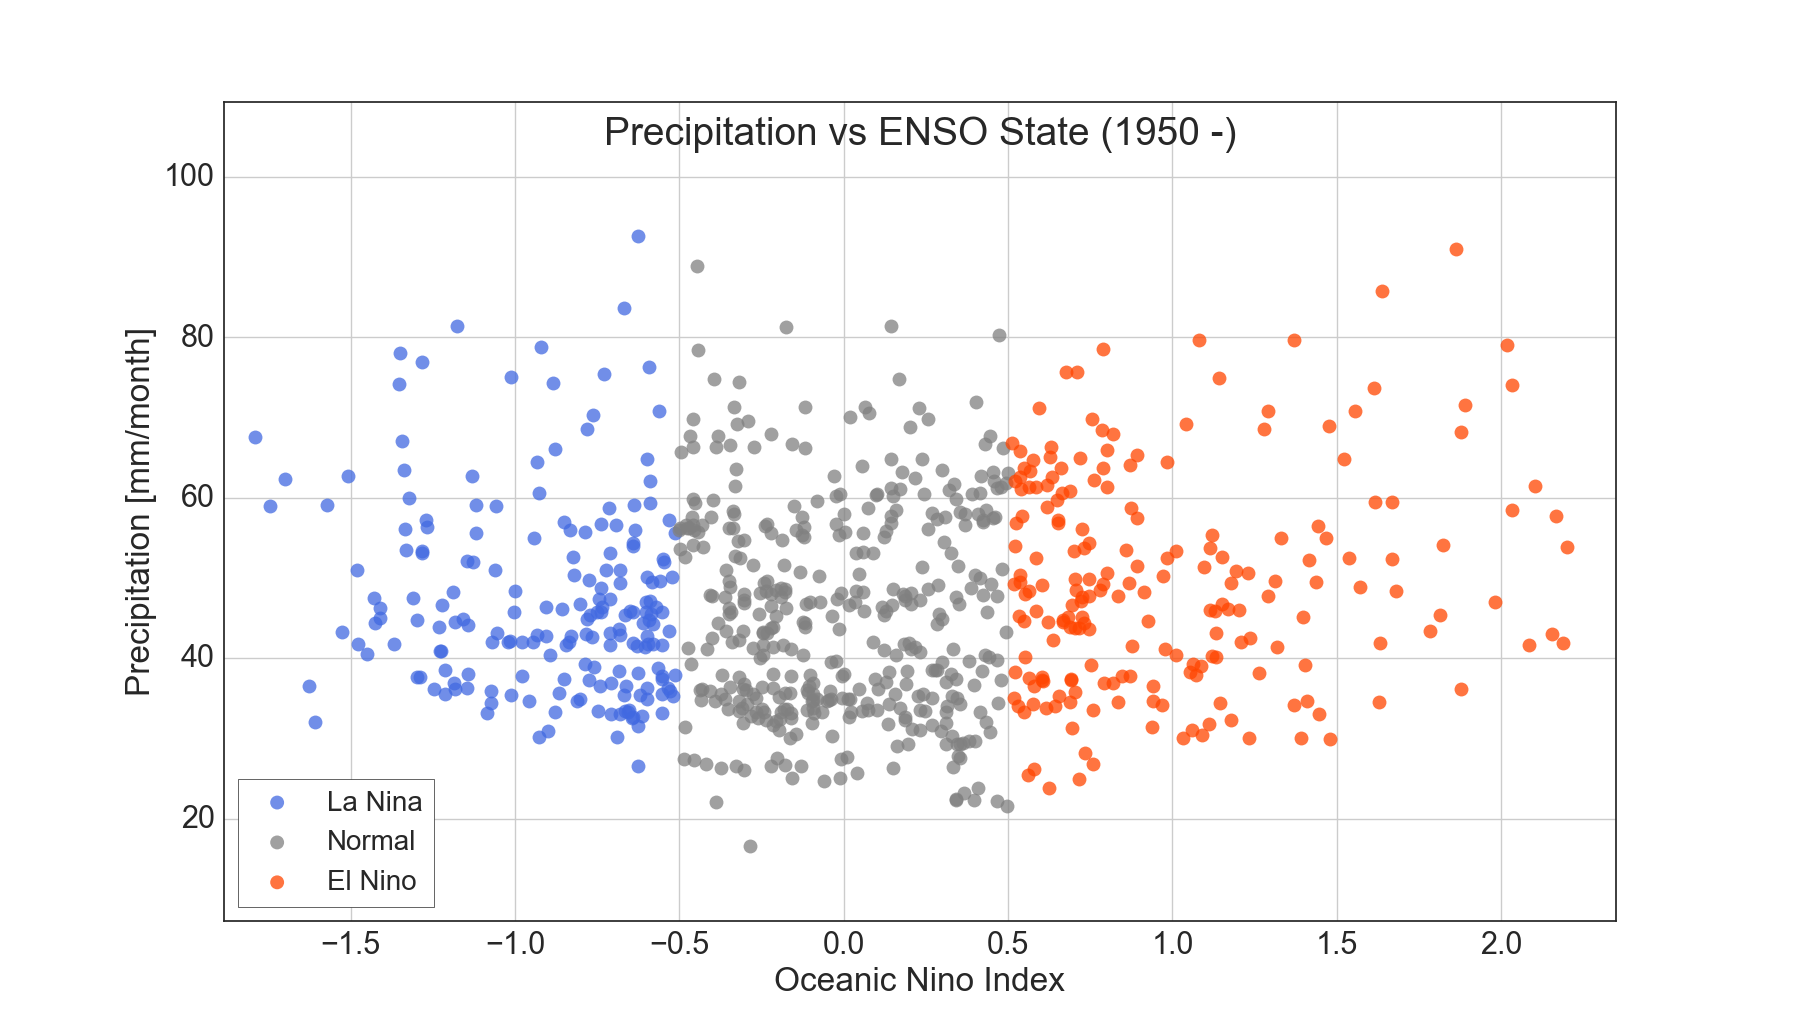 Precipitation vs ENSO State (1950 -)
100
80
60
40
20
Precipitation [mm/month]
La Nina
Normal
El Nino
−1.5 −1.0 −0.5 0.0 0.5 1.0 1.5 2.0
Oceanic Nino Index